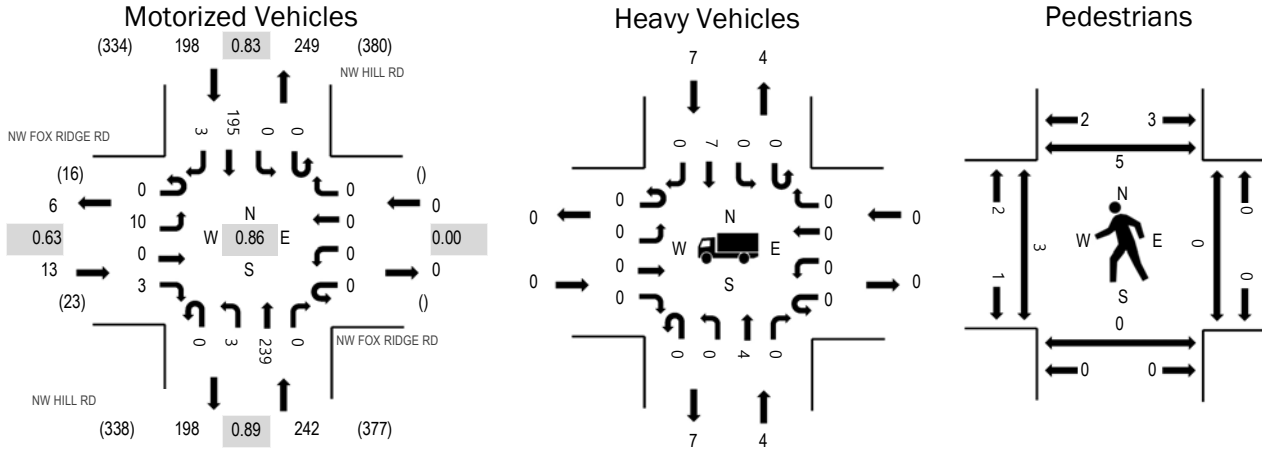 Motorized Vehicles
(334) 198 0.83 249 (380)
NW HILL RD
3 195 0 0
NW FOX RIDGE RD
(16) 0 0 ()
6 10 N 0 0
0.63 0 W 0.86 E 0 0.00
13 3 S 0 0
(23) ()
0 3 239 0
NW FOX RIDGE RD
NW HILL RD
(338) 198 0.89 242 (377)
Heavy Vehicles
7 4
0 7 0 0
0 0
0 0 N 0 0
0 W E 0
0 0 S 0 0
0 0 4 0
7 4
Pedestrians
2 3
5
N
2 3 W E 0 0
1 0
S
0
0 0